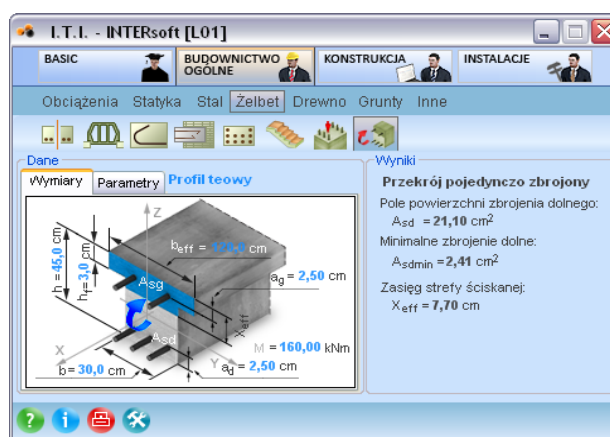 I.T.I. - INTERsoft [L01]
BASIC
BUDOWNICTWO
OGÓLNE
KONSTRUKCJA
INSTALACJE
Obciążenia Statyka Stal Żelbet Drewno Grunty Inne
Dane
Wymiary Parametry Profil teowy
Z
h = 45,0 cm
hf = 3,0 cm
beff = cm
Asg
ag = 2,50 cm
Xeff
X
Asd
M = 160,00 kNm
b = 30,0 cm
Y
ad = 2,50 cm
Wyniki
Przekrój pojedynczo zbrojony
Pole powierzchni zbrojenia dolnego:
Asd = 21,10 cm2
Minimalne zbrojenie dolne:
Asdmin = 2,41 cm2
Zasięg strefy ściskanej:
Xeff = 7,70 cm